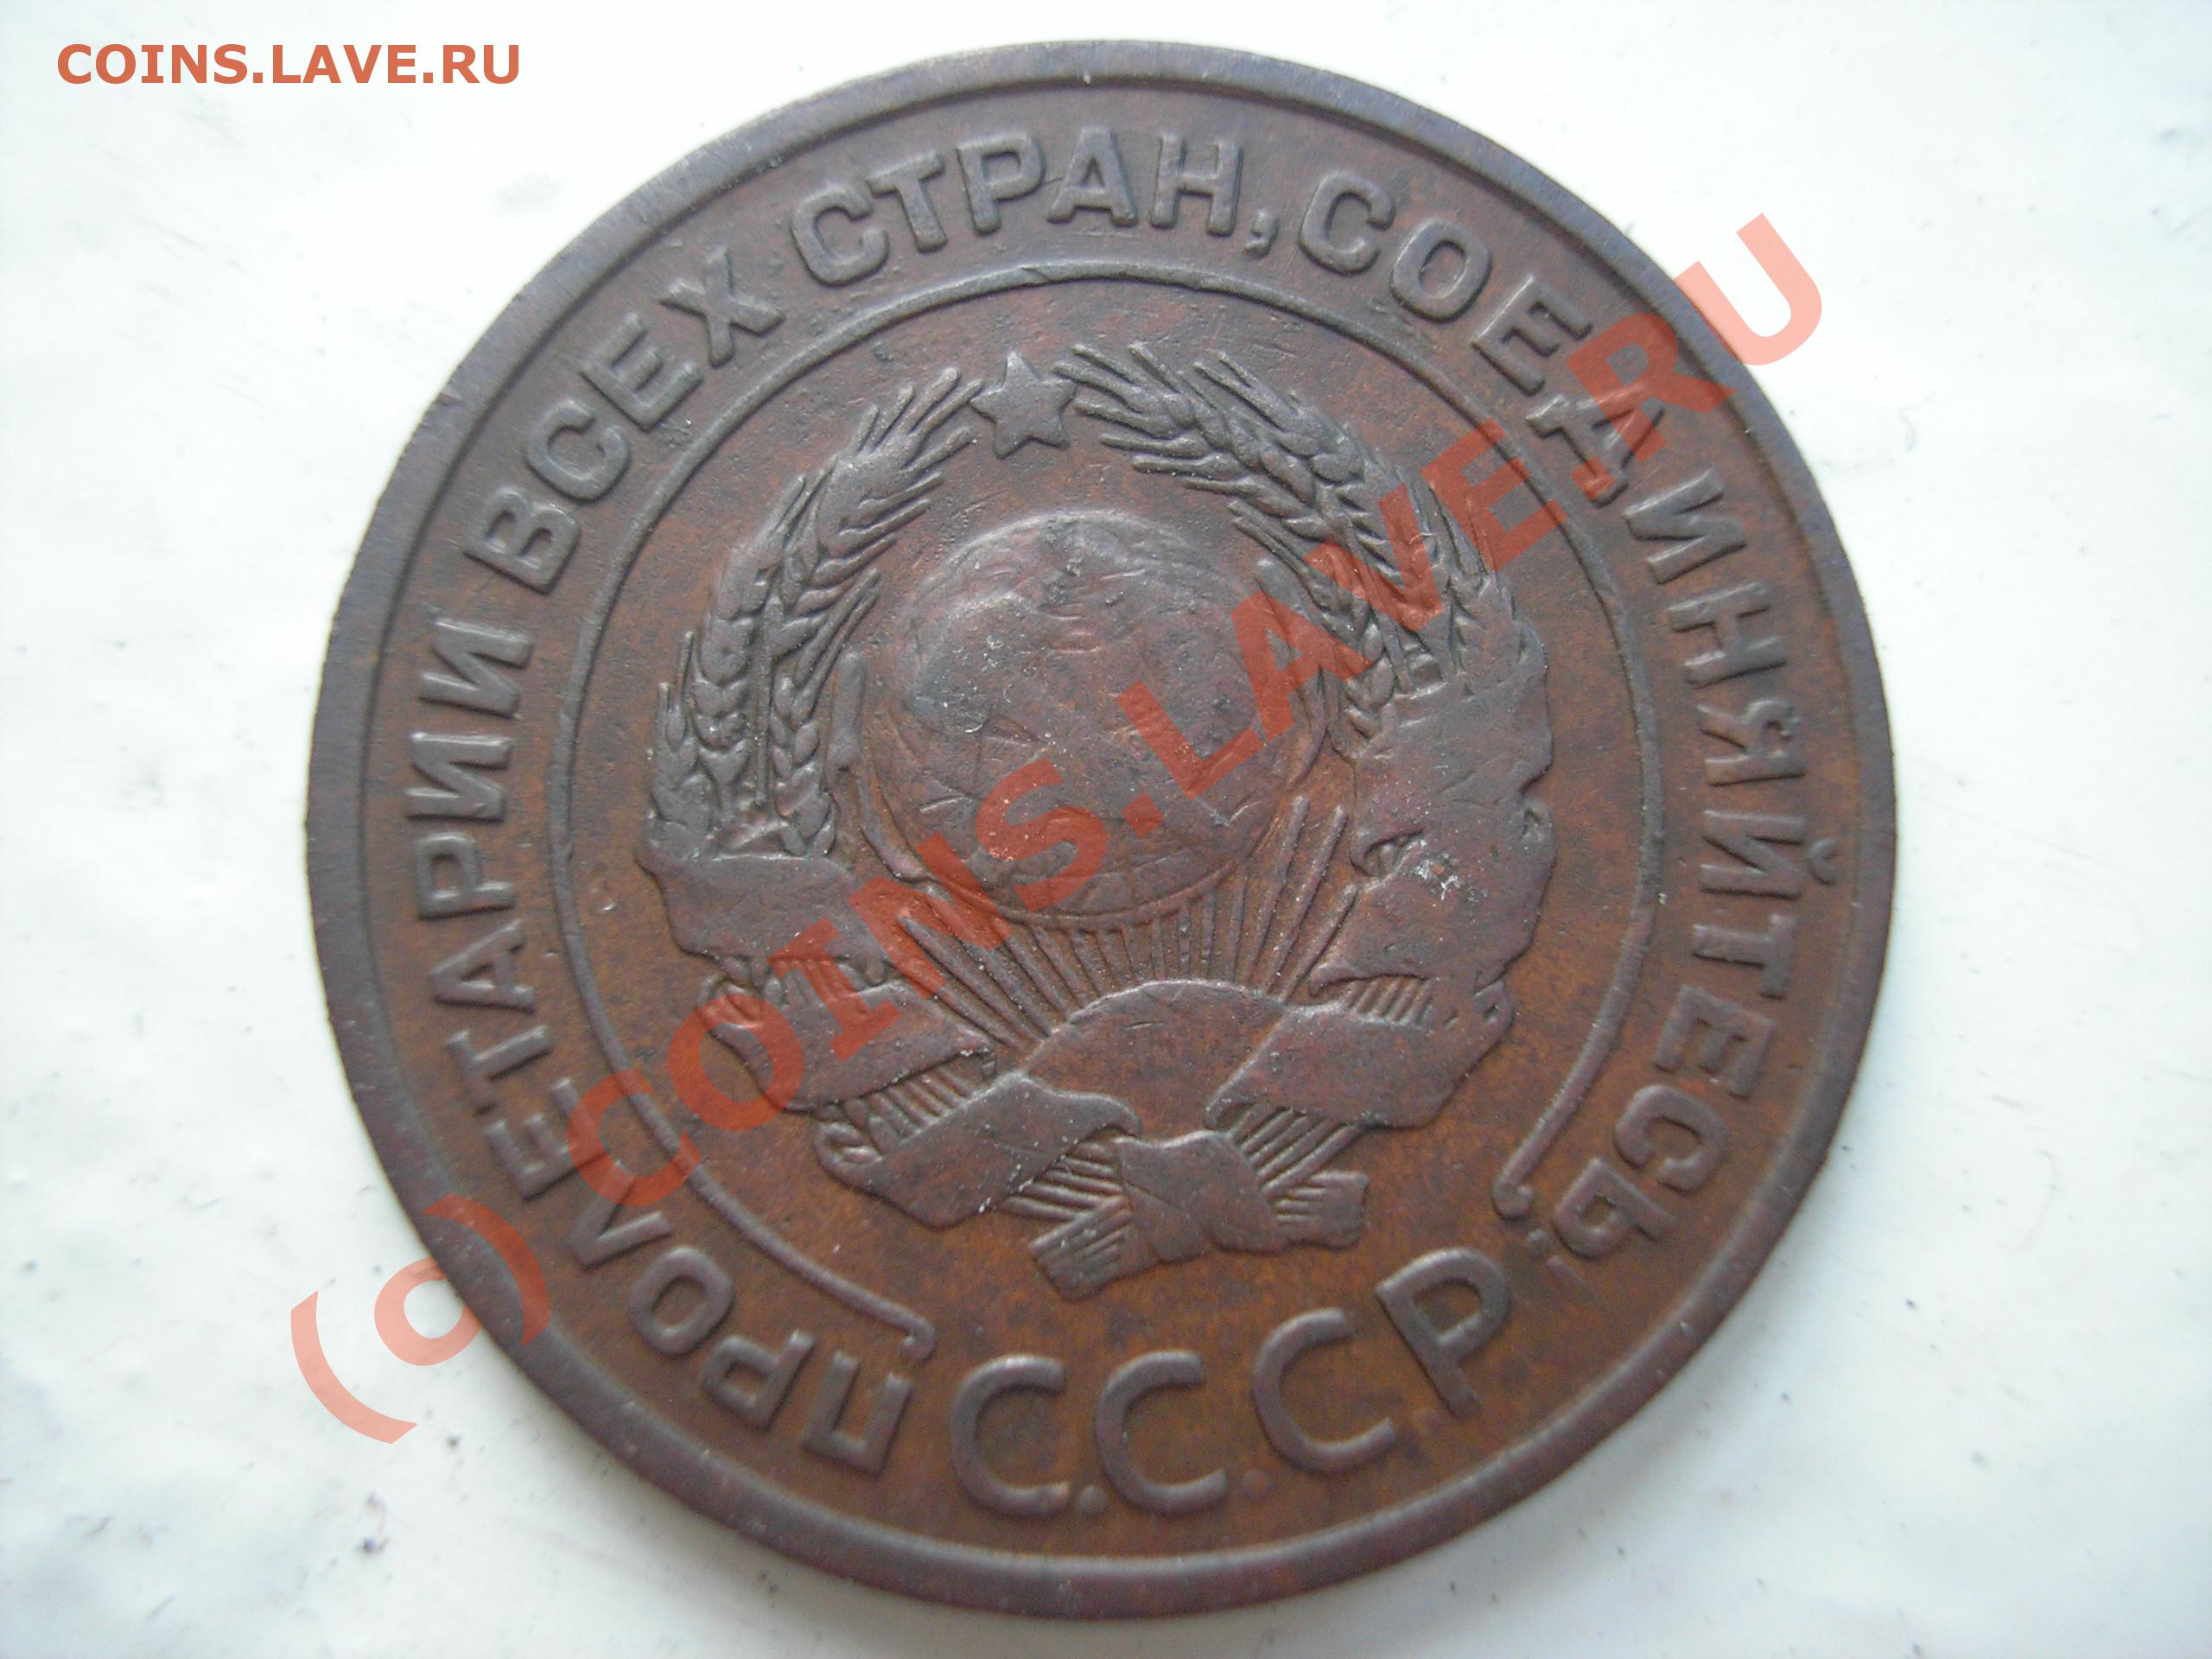 COINS.LAVE.RU
ПРОЛЕТАРИИ ВСЕХ СТРАН, СОЕДИНЯЙТЕСЬ!
С.С.С.Р.
(c) COINS.LAVE.RU